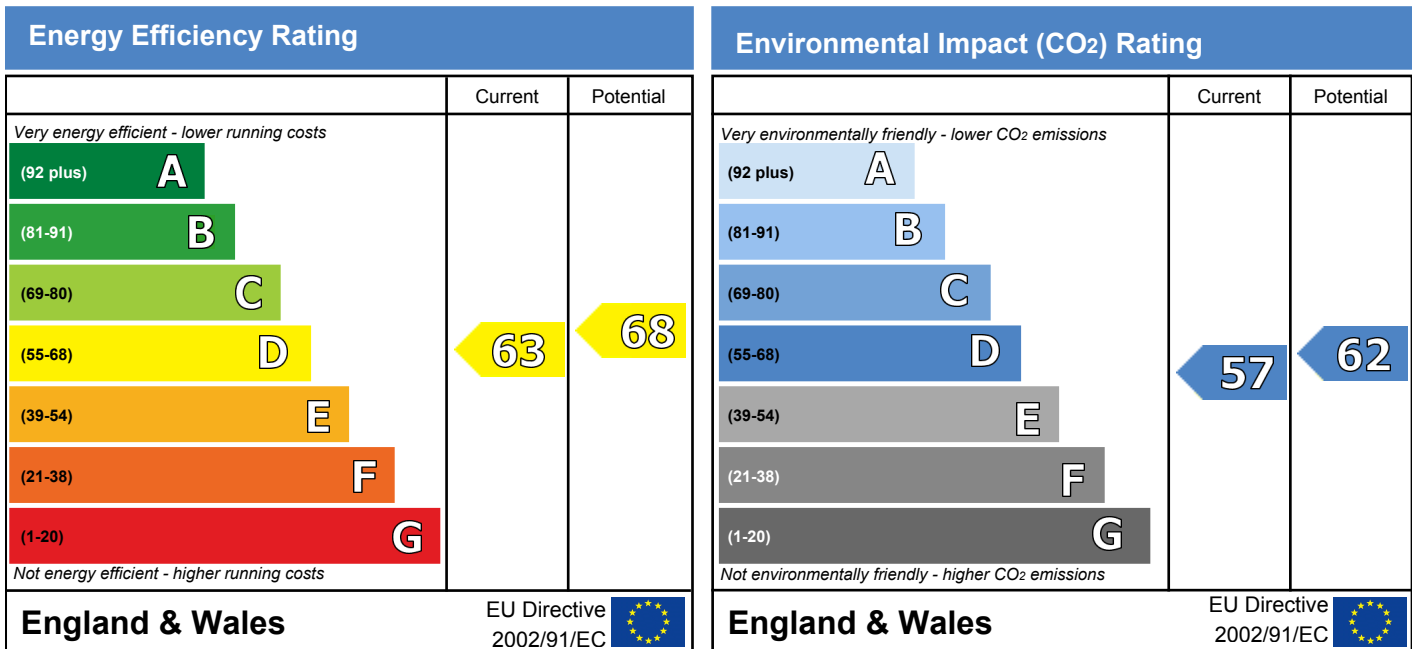 Energy Efficiency Rating
Current Potential
Very energy efficient - lower running costs
(92 plus) A
(81-91) B
(69-80) C
(55-68) D
(39-54) E
(21-38) F
(1-20) G
63
68
Not energy efficient - higher running costs
England & Wales
EU Directive
2002/91/EC
Environmental Impact (CO2) Rating
Current Potential
Very environmentally friendly - lower CO2 emissions
(92 plus) A
(81-91) B
(69-80) C
(55-68) D
(39-54) E
(21-38) F
(1-20) G
57
62
Not environmentally friendly - higher CO2 emissions
England & Wales
EU Directive
2002/91/EC